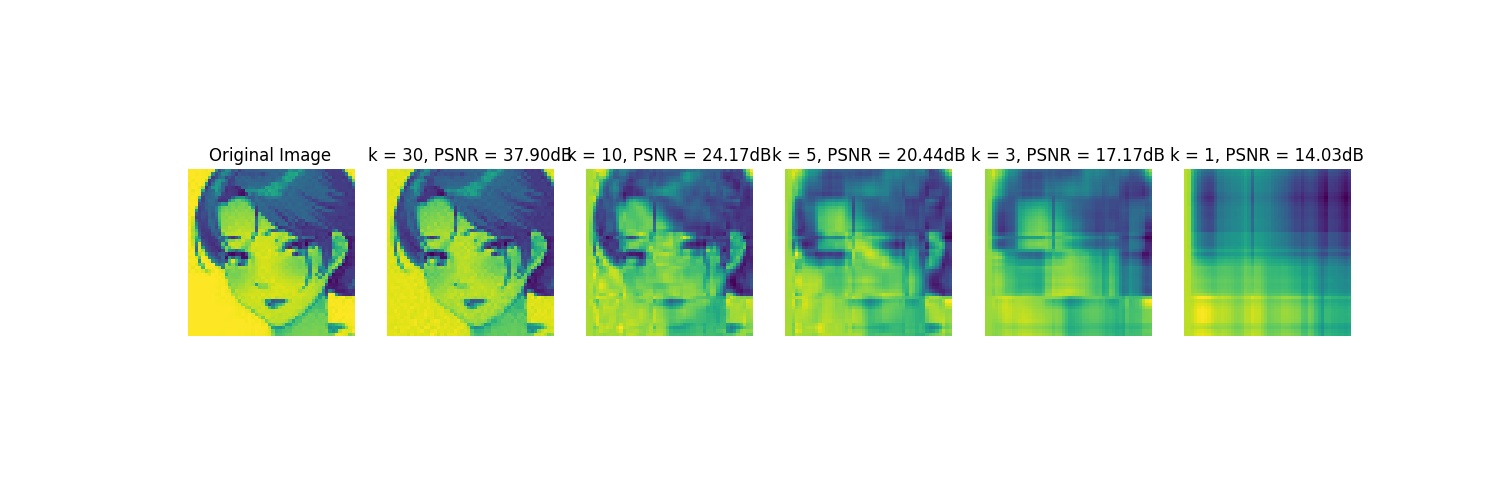 Original Image
k = 30, PSNR = 37.90dB
k = 10, PSNR = 24.17dB
k = 5, PSNR = 20.44dB
k = 3, PSNR = 17.17dB
k = 1, PSNR = 14.03dB